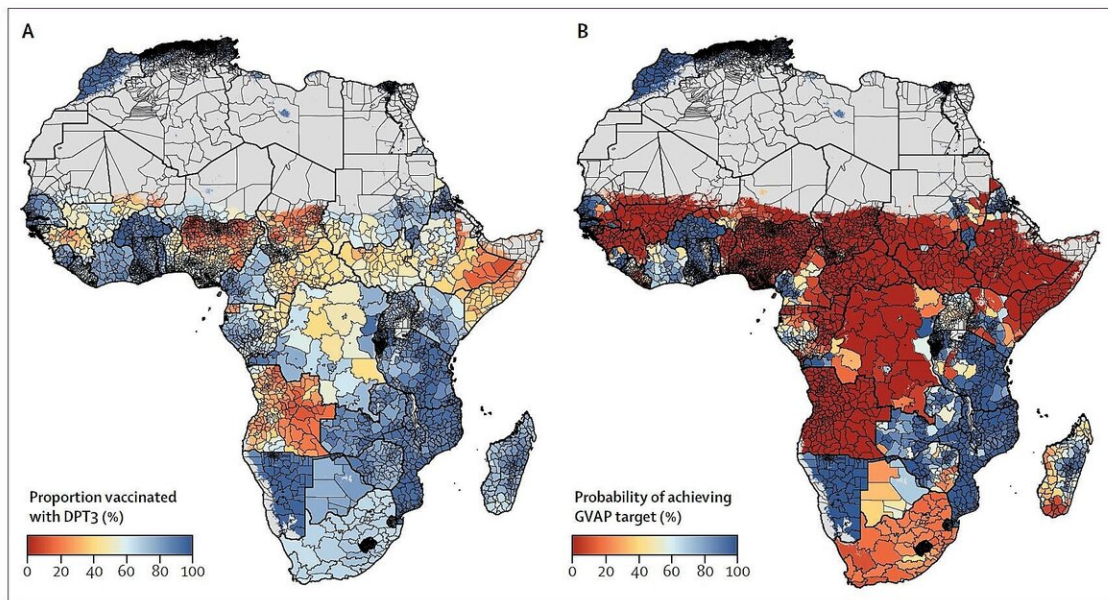 A
B
Proportion vaccinated
with DPT3 (%)
0 20 40 60 80 100
Probability of achieving
GVAP target (%)
0 20 40 60 80 100